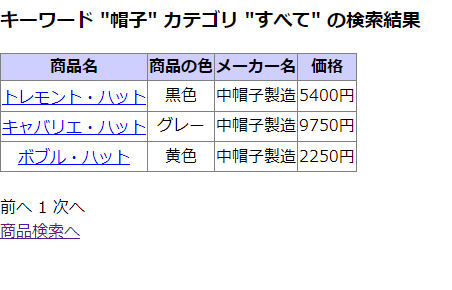 キーワード "帽子" カテゴリ "すべて" の検索結果
商品名 商品の色 メーカー名 価格
トレモント・ハット 黒色 中帽子製造 5400円
キャバリエ・ハット グレー 中帽子製造 9750円
ボブル・ハット 黄色 中帽子製造 2250円
前へ 1 次へ
商品検索へ